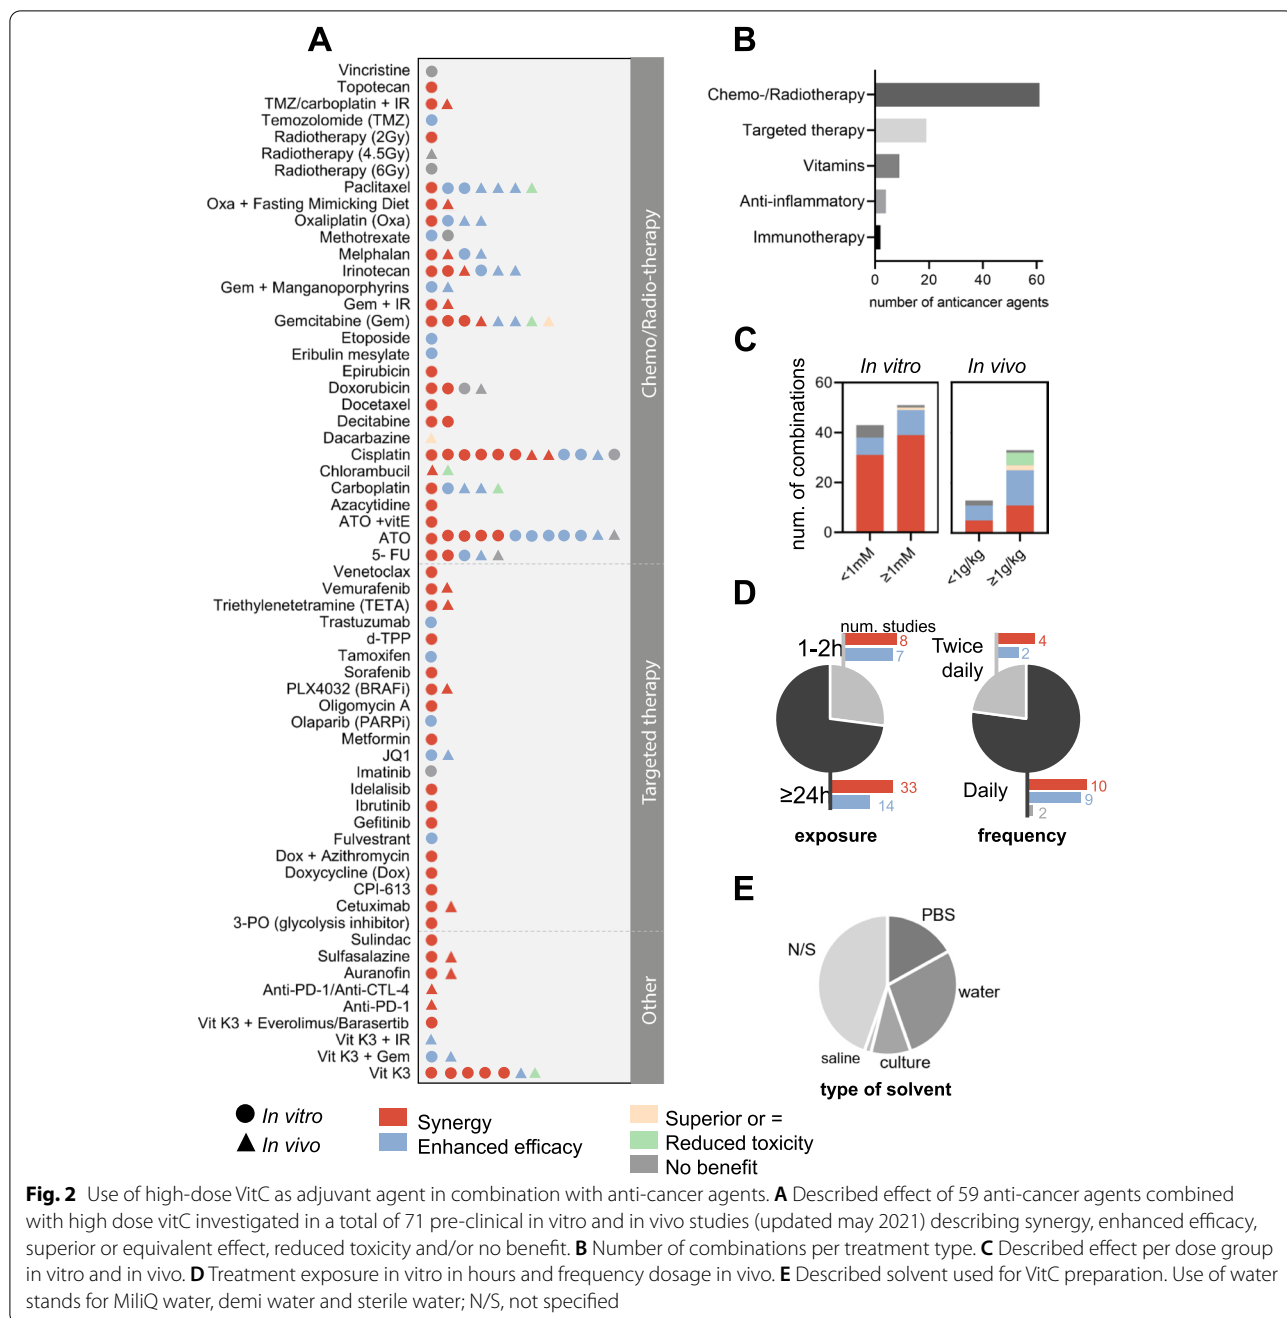 A
Vincristine
Topotecan
TMZ/carboplatin + IR
Temozolomide (TMZ)
Radiotherapy (2Gy)
Radiotherapy (4.5Gy)
Radiotherapy (6Gy)
Paclitaxel
Oxa + Fasting Mimicking Diet
Oxaliplatin (Oxa)
Methotrexate
Melphalan
Irinotecan
Gem + Manganoporphyrins
Gem + IR
Gemcitabine (Gem)
Etoposide
Eribulin mesylate
Epirubicin
Doxorubicin
Docetaxel
Decitabine
Dacarbazine
Cisplatin
Chlorambucil
Carboplatin
Azacytidine
ATO +vitE
ATO
5- FU
Venetoclax
Vemurafenib
Triethylenetetramine (TETA)
Trastuzumab
d-TPP
Tamoxifen
Sorafenib
PLX4032 (BRAFi)
Oligomycin A
Olaparib (PARPi)
Metformin
JQ1
Imatinib
Idelalisib
Ibrutinib
Gefitinib
Fulvestrant
Dox + Azithromycin
Doxycycline (Dox)
CPI-613
Cetuximab
3-PO (glycolysis inhibitor)
Sulindac
Sulfasalazine
Auranofin
Anti-PD-1/Anti-CTL-4
Anti-PD-1
Vit K3 + Everolimus/Barasertib
Vit K3 + IR
Vit K3 + Gem
Vit K3
Chemo/Radio-therapy
Targeted therapy
Other
In vitro
In vivo
Synergy
Enhanced efficacy
Superior or =
Reduced toxicity
No benefit
B
Chemo-/Radiotherapy
Targeted therapy
Vitamins
Anti-inflammatory
Immunotherapy
0 20 40 60
number of anticancer agents
C
In vitro In vivo
num. of combinations
60
40
20
0
<1mM ≥1mM <1g/kg ≥1g/kg
D
num. studies
1-2h
8
7
≥24h
33
14
exposure
Twice
daily
4
2
Daily
10
9
2
frequency
E
PBS
N/S
water
saline
culture
type of solvent
Fig. 2 Use of high-dose VitC as adjuvant agent in combination with anti-cancer agents. A Described effect of 59 anti-cancer agents combined
with high dose vitC investigated in a total of 71 pre-clinical in vitro and in vivo studies (updated may 2021) describing synergy, enhanced efficacy,
superior or equivalent effect, reduced toxicity and/or no benefit. B Number of combinations per treatment type. C Described effect per dose group
in vitro and in vivo. D Treatment exposure in vitro in hours and frequency dosage in vivo. E Described solvent used for VitC preparation. Use of water
stands for MiliQ water, demi water and sterile water; N/S, not specified